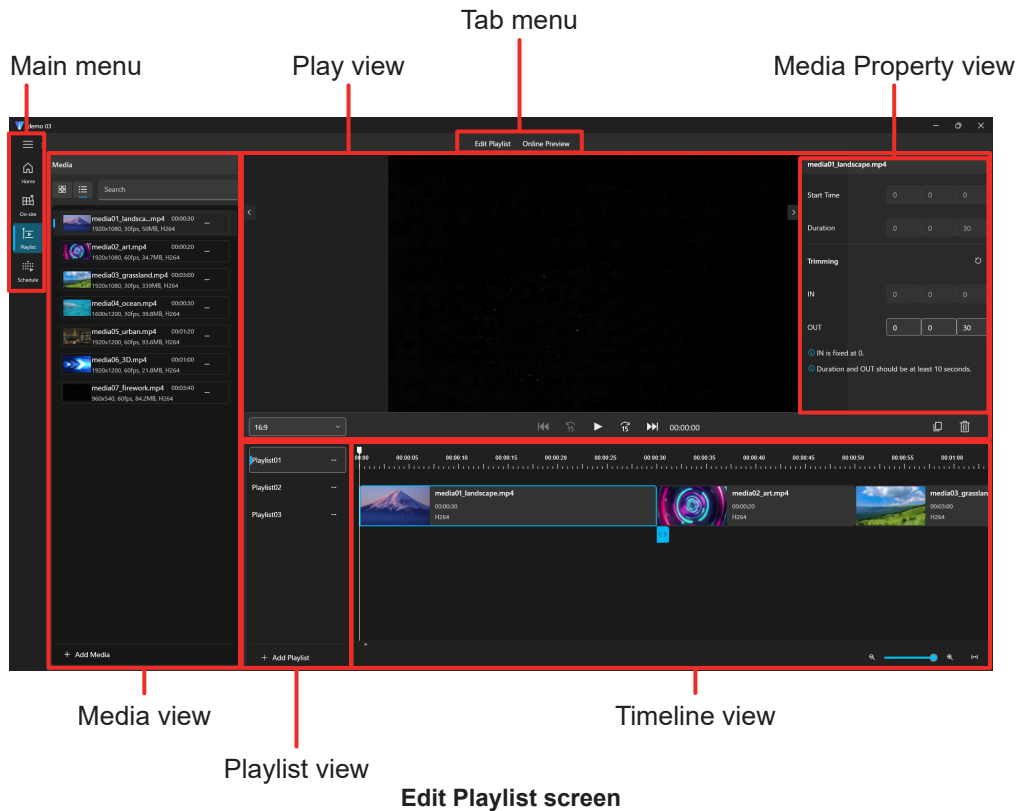 Tab menu
Main menu
Play view
Media Property view
demo 03
Edit Playlist Online Preview
Home
On-site
Playlist
Schedule
Media
Search
media01_landsca...mp4 00:00:30 ...
1920x1080, 30fps, 50MB, H264
media02_art.mp4 00:00:20 ...
1920x1080, 60fps, 34.7MB, H264
media03_grassland.mp4 00:03:00 ...
1920x1080, 30fps, 339MB, H264
media04_ocean.mp4 00:00:30 ...
1600x1200, 30fps, 39.8MB, H264
media05_urban.mp4 00:01:20 ...
1920x1200, 60fps, 93.6MB, H264
media06_3D.mp4 00:01:00 ...
1920x1200, 60fps, 21.8MB, H264
media07_firework.mp4 00:03:40 ...
960x540, 60fps, 84.2MB, H264
+ Add Media
media01_landscape.mp4
Start Time 0 0 0
Duration 0 0 30
Trimming
IN 0 0 0
OUT 0 0 30
IN is fixed at 0.
Duration and OUT should be at least 10 seconds.
16:9
15 15 00:00:00
Playlist01 ...
Playlist02 ...
Playlist03 ...
+ Add Playlist
00:00 00:00:05 00:00:10 00:00:15 00:00:20 00:00:25 00:00:30 00:00:35 00:00:40 00:00:45 00:00:50 00:00:55 00:01:00
media01_landscape.mp4
00:00:30
H264
media02_art.mp4
00:00:20
H264
media03_grasslan
00:03:00
H264
Media view
Timeline view
Playlist view
Edit Playlist screen